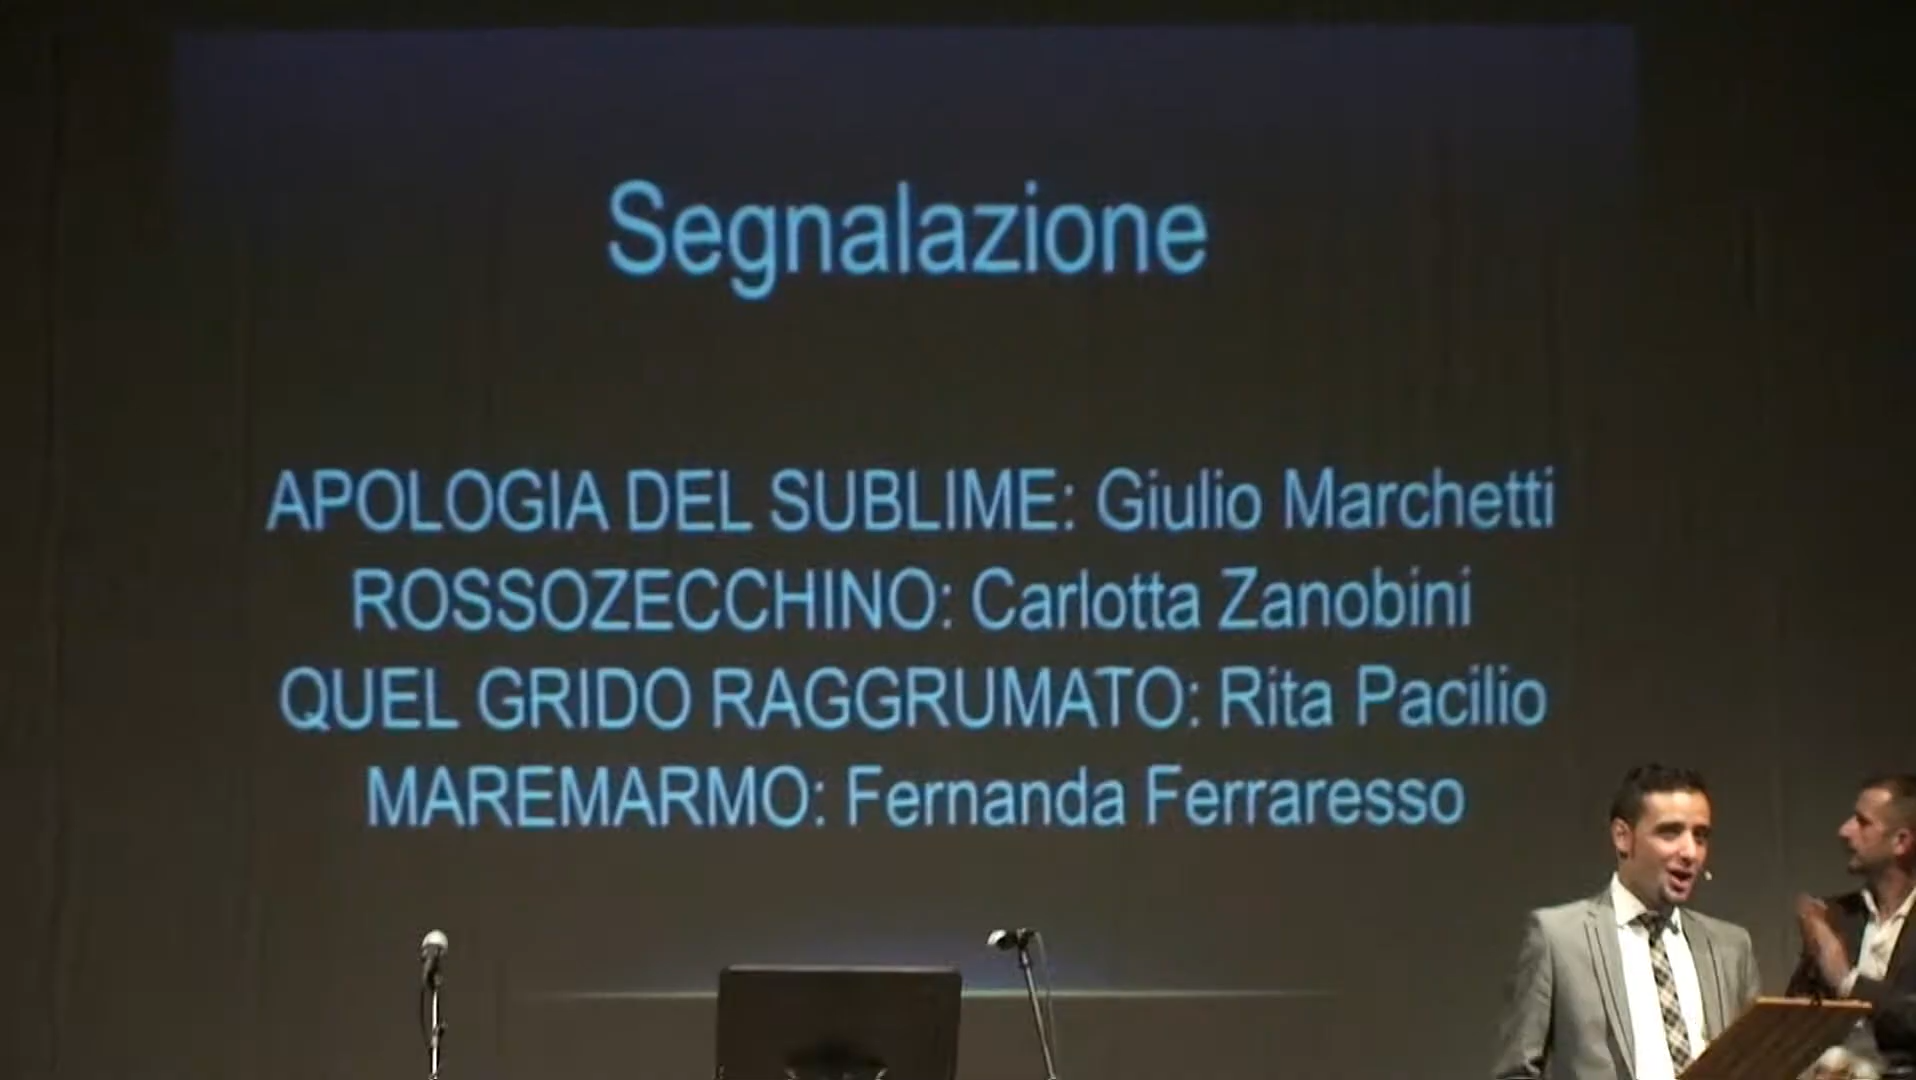 Segnalazione
APOLOGIA DEL SUBLIME: Giulio Marchetti
ROSSOZECCHINO: Carlotta Zanobini
QUEL GRIDO RAGGRUMATO: Rita Pacilio
MAREMARMO: Fernanda Ferraresso